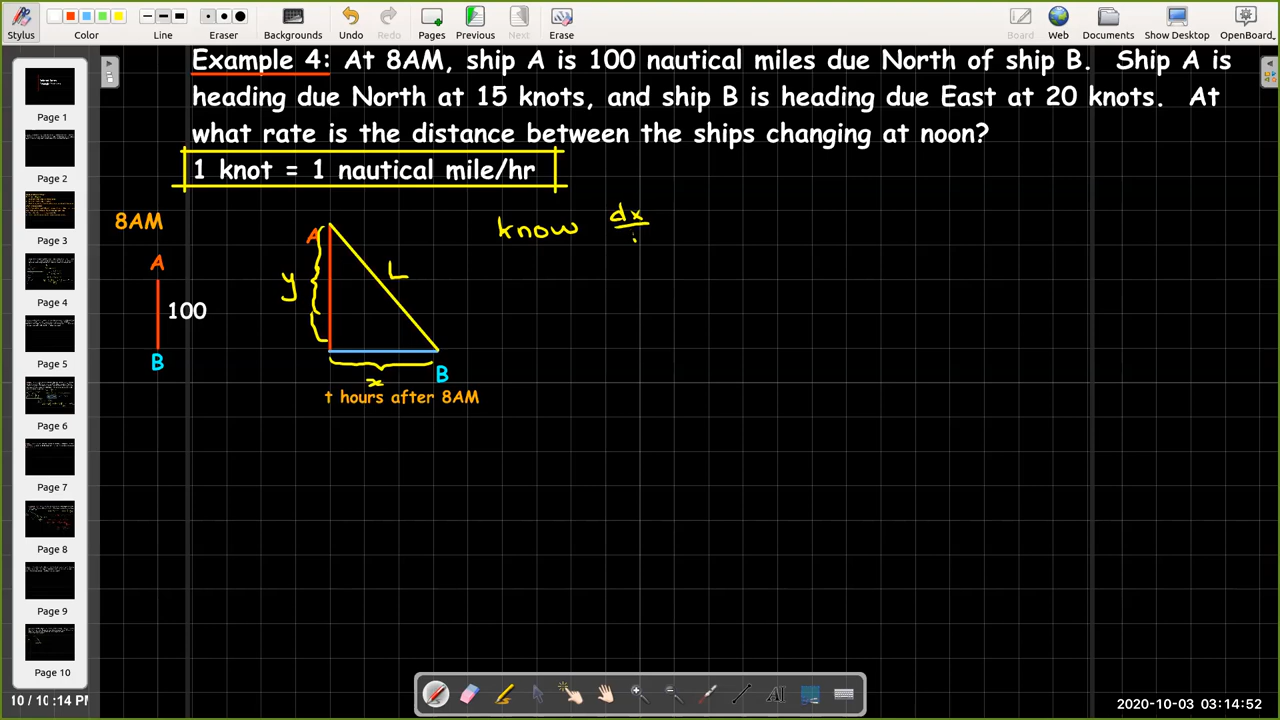 Stylus Color Line Eraser Backgrounds Undo Redo Pages Previous Next Erase Board Web Documents Show Desktop OpenBoard
Example 4: At 8AM, ship A is 100 nautical miles due North of ship B. Ship A is
heading due North at 15 knots, and ship B is heading due East at 20 knots. At
what rate is the distance between the ships changing at noon?
1 knot = 1 nautical mile/hr
8AM
A
100
B
A
y
L
x
B
t hours after 8AM
know dx
Page 1
Page 2
Page 3
Page 4
Page 5
Page 6
Page 7
Page 8
Page 9
Page 10
10 / 10
:14 PM
AI
2020-10-03 03:14:52